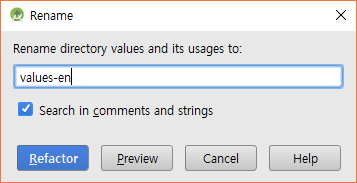 Rename
Rename directory values and its usages to:
values-en
Search in comments and strings
Refactor Preview Cancel Help